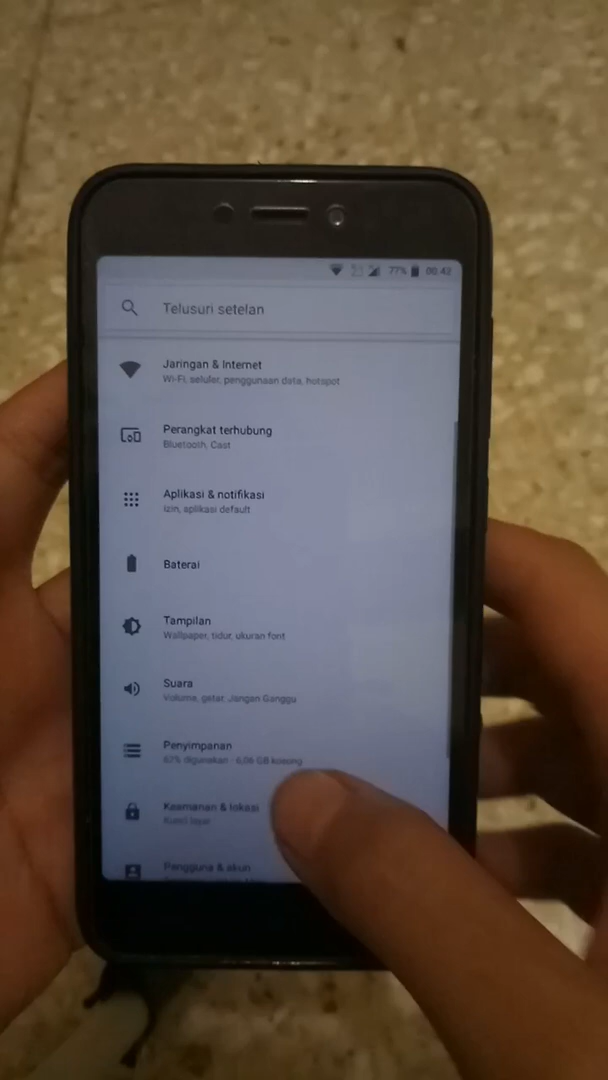 77% 00.42
Telusuri setelan
Jaringan & Internet
Wi-Fi, seluler, penggunaan data, hotspot
Perangkat terhubung
Bluetooth, Cast
Aplikasi & notifikasi
Izin, aplikasi default
Baterai
Tampilan
Wallpaper, tidur, ukuran font
Suara
Volume, getar, Jangan Ganggu
Penyimpanan
82% digunakan - 6,06 GB kosong
Keamanan & lokasi
Kunci layar
Pengguna & akun